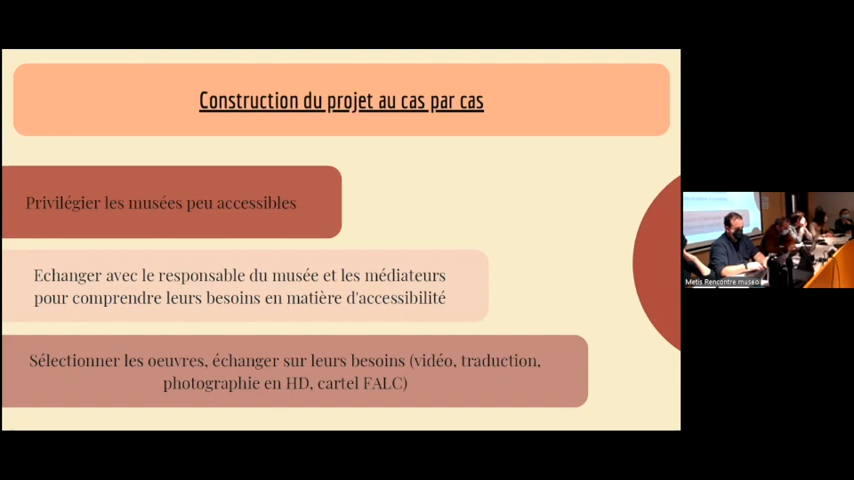 Construction du projet au cas par cas
Privilégier les musées peu accessibles
Echanger avec le responsable du musée et les médiateurs
pour comprendre leurs besoins en matière d'accessibilité
Sélectionner les oeuvres, échanger sur leurs besoins (vidéo, traduction,
photographie en HD, cartel FALC)
Metis Rencontre museo